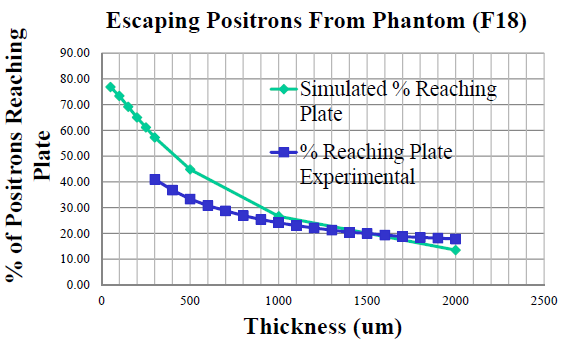 Escaping Positrons From Phantom (F18)
% of Positrons Reaching
Plate
90.00
80.00
70.00
60.00
50.00
40.00
30.00
20.00
10.00
0.00
Simulated % Reaching
Plate
% Reaching Plate
Experimental
0 500 1000 1500 2000 2500
Thickness (um)